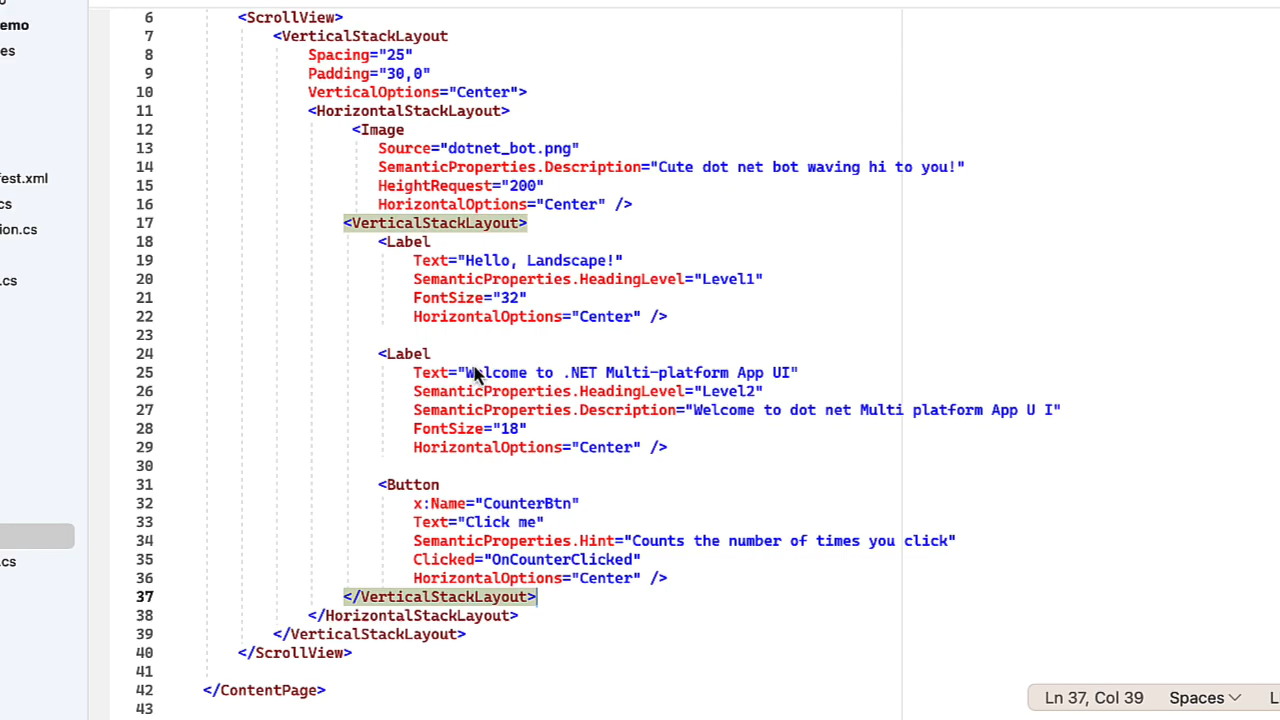 emo
es
fest.xml
cs
ion.cs
.cs
.cs
6 <ScrollView>
7 <VerticalStackLayout
8 Spacing="25"
9 Padding="30,0"
10 VerticalOptions="Center">
11 <HorizontalStackLayout>
12 <Image
13 Source="dotnet_bot.png"
14 SemanticProperties.Description="Cute dot net bot waving hi to you!"
15 HeightRequest="200"
16 HorizontalOptions="Center" />
17 <VerticalStackLayout>
18 <Label
19 Text="Hello, Landscape!"
20 SemanticProperties.HeadingLevel="Level1"
21 FontSize="32"
22 HorizontalOptions="Center" />
23
24 <Label
25 Text="Welcome to .NET Multi-platform App UI"
26 SemanticProperties.HeadingLevel="Level2"
27 SemanticProperties.Description="Welcome to dot net Multi platform App U I"
28 FontSize="18"
29 HorizontalOptions="Center" />
30
31 <Button
32 x:Name="CounterBtn"
33 Text="Click me"
34 SemanticProperties.Hint="Counts the number of times you click"
35 Clicked="OnCounterClicked"
36 HorizontalOptions="Center" />
37 </VerticalStackLayout>
38 </HorizontalStackLayout>
39 </VerticalStackLayout>
40 </ScrollView>
41
42 </ContentPage>
43
Ln 37, Col 39 Spaces L